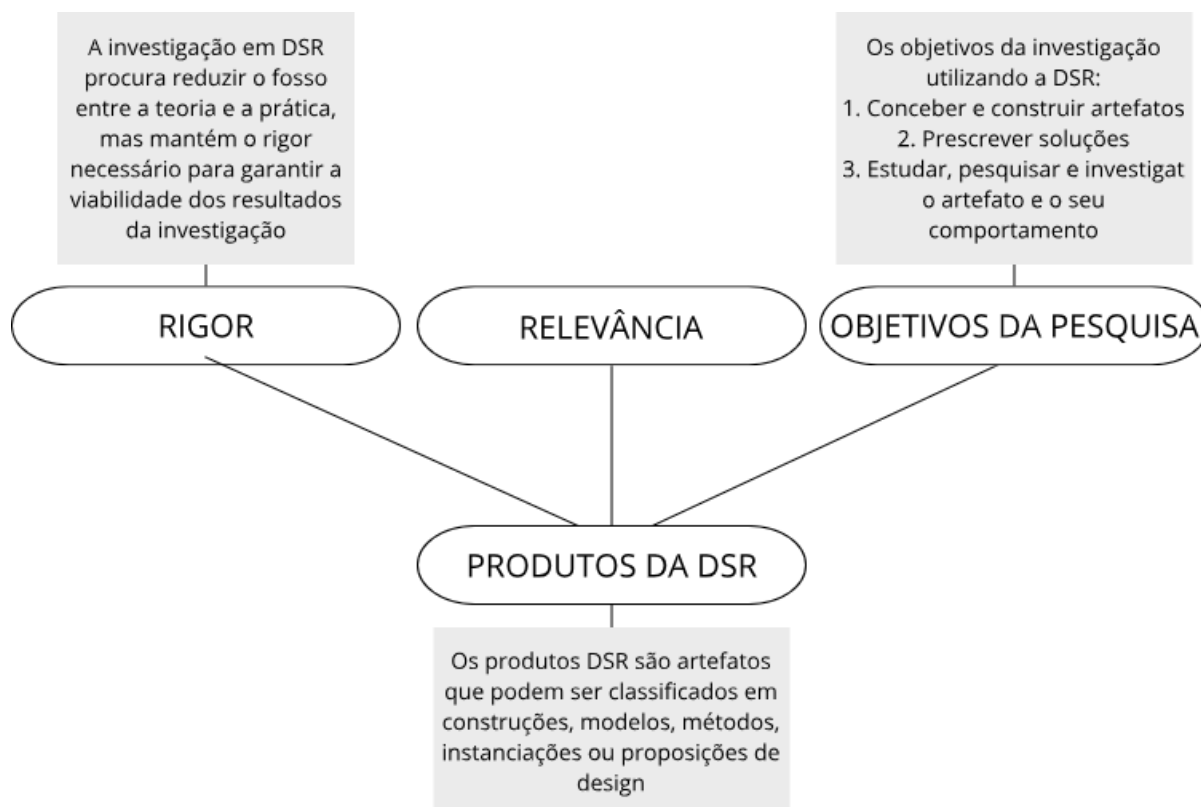 A investigação em DSR
procura reduzir o fosso
entre a teoria e a prática,
mas mantém o rigor
necessário para garantir a
viabilidade dos resultados
da investigação
Os objetivos da investigação
utilizando a DSR:
1. Conceber e construir artefatos
2. Prescrever soluções
3. Estudar, pesquisar e investigat
o artefato e o seu
comportamento
RIGOR
RELEVÂNCIA
OBJETIVOS DA PESQUISA
PRODUTOS DA DSR
Os produtos DSR são artefatos
que podem ser classificados em
construções, modelos, métodos,
instanciações ou proposições de
design